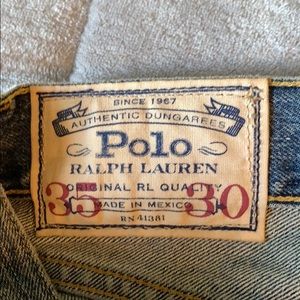 SINCE 1967
AUTHENTIC DUNGAREES
Polo
RALPH LAUREN
ORIGINAL RL QUALITY
35 30
MADE IN MEXICO
RN 41381